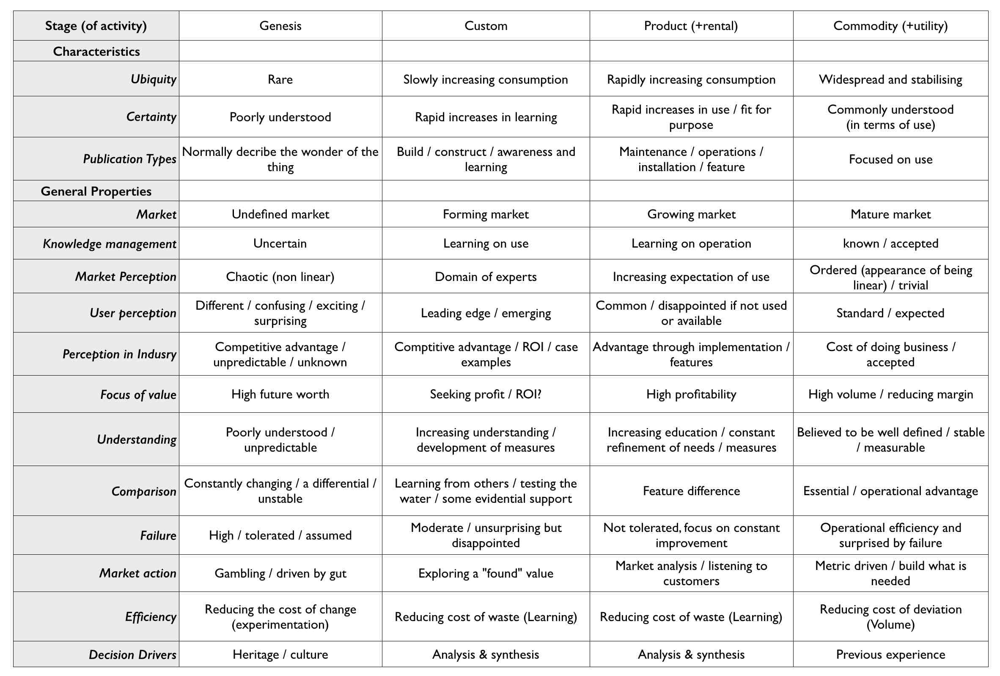 Stage (of activity) Genesis Custom Product (+rental) Commodity (+utility)
Characteristics
Ubiquity Rare Slowly increasing consumption Rapidly increasing consumption Widespread and stabilising
Certainty Poorly understood Rapid increases in learning Rapid increases in use / fit for purpose Commonly understood (in terms of use)
Publication Types Normally decribe the wonder of the thing Build / construct / awareness and learning Maintenance / operations / installation / feature Focused on use
General Properties
Market Undefined market Forming market Growing market Mature market
Knowledge management Uncertain Learning on use Learning on operation known / accepted
Market Perception Chaotic (non linear) Domain of experts Increasing expectation of use Ordered (appearance of being linear) / trivial
User perception Different / confusing / exciting / surprising Leading edge / emerging Common / disappointed if not used or available Standard / expected
Perception in Indusry Competitive advantage / unpredictable / unknown Comptitive advantage / ROI / case examples Advantage through implementation / features Cost of doing business / accepted
Focus of value High future worth Seeking profit / ROI? High profitability High volume / reducing margin
Understanding Poorly understood / unpredictable Increasing understanding / development of measures Increasing education / constant refinement of needs / measures Believed to be well defined / stable / measurable
Comparison Constantly changing / a differential / unstable Learning from others / testing the water / some evidential support Feature difference Essential / operational advantage
Failure High / tolerated / assumed Moderate / unsurprising but disappointed Not tolerated, focus on constant improvement Operational efficiency and surprised by failure
Market action Gambling / driven by gut Exploring a "found" value Market analysis / listening to customers Metric driven / build what is needed
Efficiency Reducing the cost of change (experimentation) Reducing cost of waste (Learning) Reducing cost of waste (Learning) Reducing cost of deviation (Volume)
Decision Drivers Heritage / culture Analysis & synthesis Analysis & synthesis Previous experience